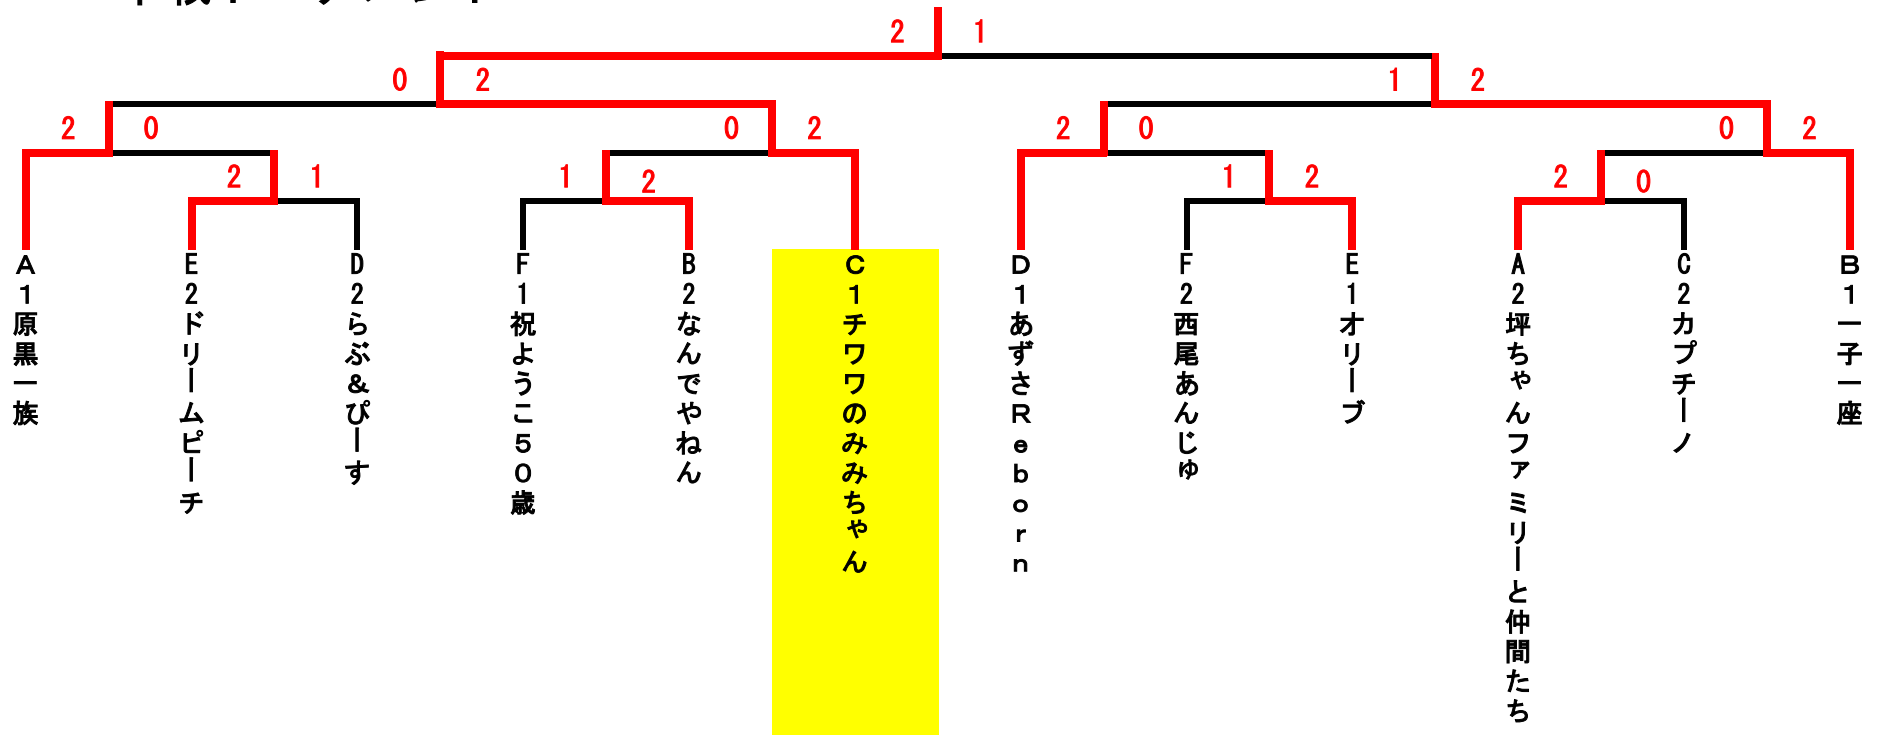 2 1
0 2 1 2
2 0 0 2 2 0 0 2
2 1 1 2 1 2 2 0
A1原黒一族
E2ドリームピーチ
D2らぶ&ぴーす
F1祝ようこ50歳
B2なんでやねん
C1チワワのみみちゃん
D1あずさReborn
F2西尾あんじゅ
E1オリーブ
A2坪ちゃんファミリーと仲間たち
C2カプチーノ
B1一子一座